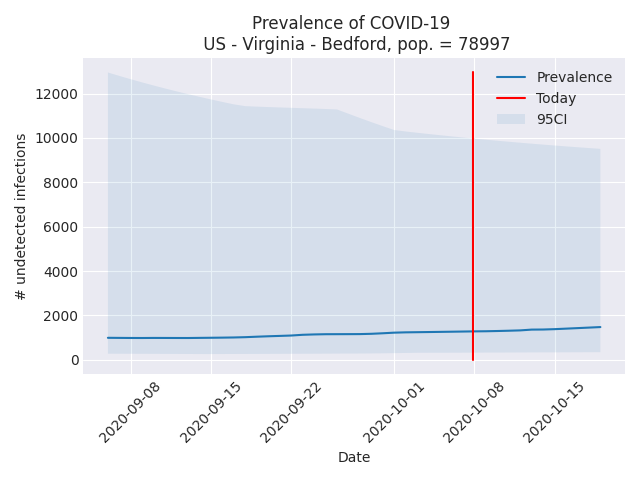 Prevalence of COVID-19
US - Virginia - Bedford, pop. = 78997
Prevalence
Today
95CI
# undetected infections
12000
10000
8000
6000
4000
2000
0
2020-09-08
2020-09-15
2020-09-22
2020-10-01
2020-10-08
2020-10-15
Date